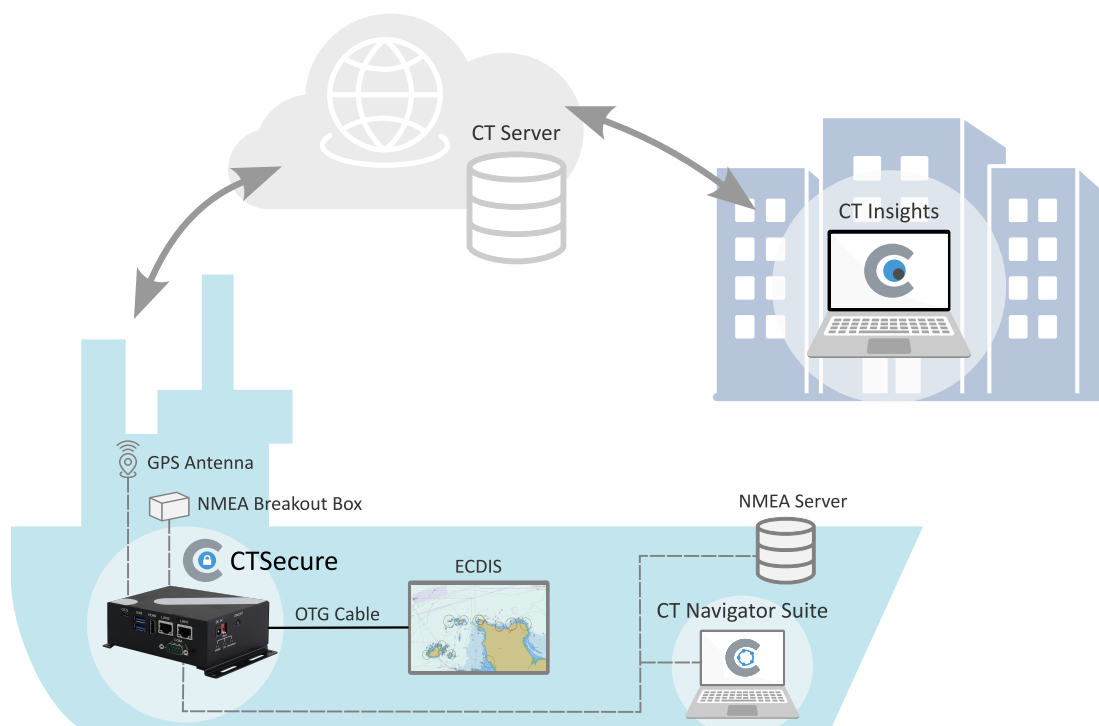 CT Server
CT Insights
GPS Antenna
NMEA Breakout Box
NMEA Server
CTSecure
ECDIS
OTG Cable
CT Navigator Suite